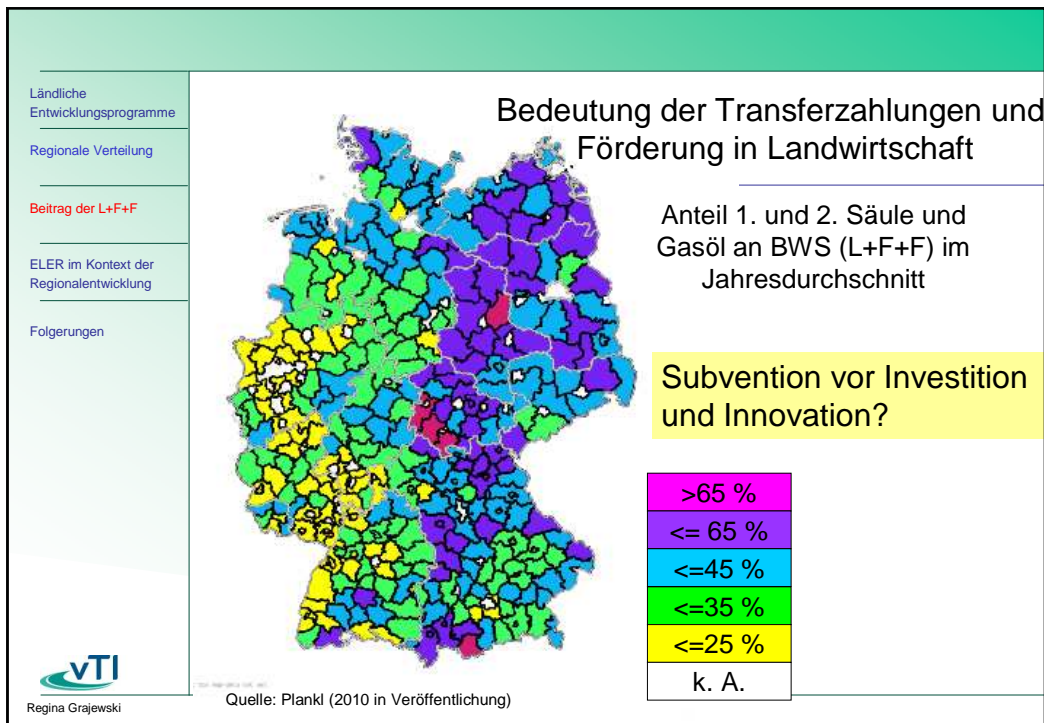 Ländliche
Entwicklungsprogramme
Regionale Verteilung
Beitrag der L+F+F
ELER im Kontext der
Regionalentwicklung
Folgerungen
Bedeutung der Transferzahlungen und
Förderung in Landwirtschaft
Anteil 1. und 2. Säule und
Gasöl an BWS (L+F+F) im
Jahresdurchschnitt
Subvention vor Investition
und Innovation?
>65 %
<= 65 %
<=45 %
<=35 %
<=25 %
k. A.
Quelle: Plankl (2010 in Veröffentlichung)
vTI
Regina Grajewski